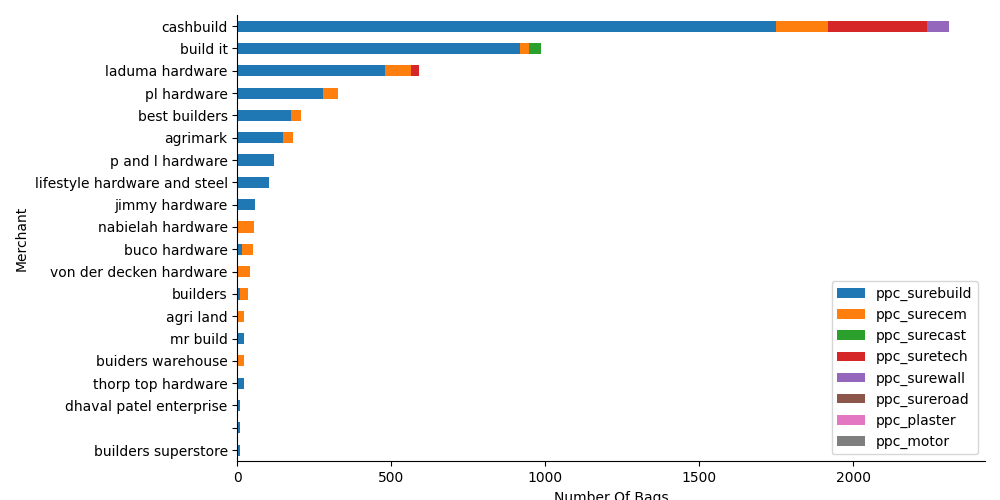 cashbuild
build it
laduma hardware
pl hardware
best builders
agrimark
p and l hardware
lifestyle hardware and steel
jimmy hardware
nabielah hardware
buco hardware
von der decken hardware
builders
agri land
mr build
buiders warehouse
thorp top hardware
dhaval patel enterprise
builders superstore
Merchant
0 500 1000 1500 2000
Number Of Bags
ppc_surebuild
ppc_surecem
ppc_surecast
ppc_suretech
ppc_surewall
ppc_sureroad
ppc_plaster
ppc_motor